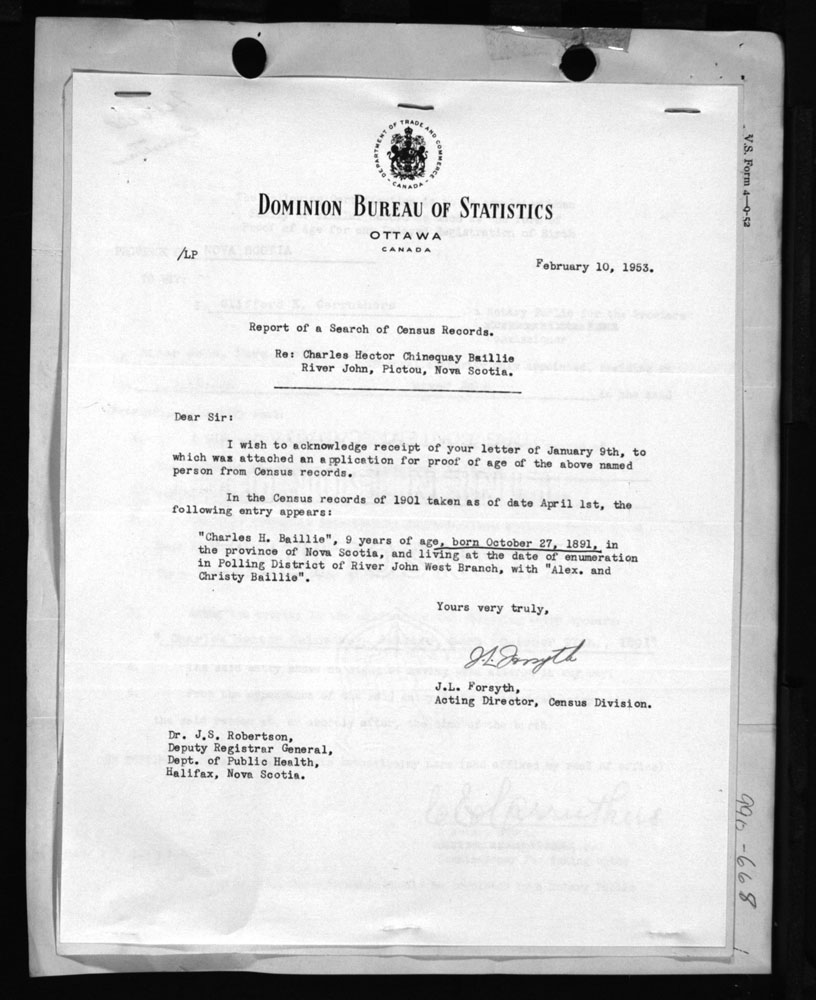 DEPARTMENT OF TRADE AND COMMERCE
CANADA
DOMINION BUREAU OF STATISTICS
OTTAWA
CANADA
/LP
February 10, 1953.
Report of a Search of Census Records.
Re: Charles Hector Chinequay Baillie
River John, Pictou, Nova Scotia.
Dear Sir:
I wish to acknowledge receipt of your letter of January 9th, to
which was attached an application for proof of age of the above named
person from Census records.
In the Census records of 1901 taken as of date April 1st, the
following entry appears:
"Charles H. Baillie", 9 years of age, born October 27, 1891, in
the province of Nova Scotia, and living at the date of enumeration
in Polling District of River John West Branch, with "Alex. and
Christy Baillie".
Yours very truly,
J.L. Forsyth
J.L. Forsyth,
Acting Director, Census Division.
Dr. J.S. Robertson,
Deputy Registrar General,
Dept. of Public Health,
Halifax, Nova Scotia.
V.S. Form 4—9-52